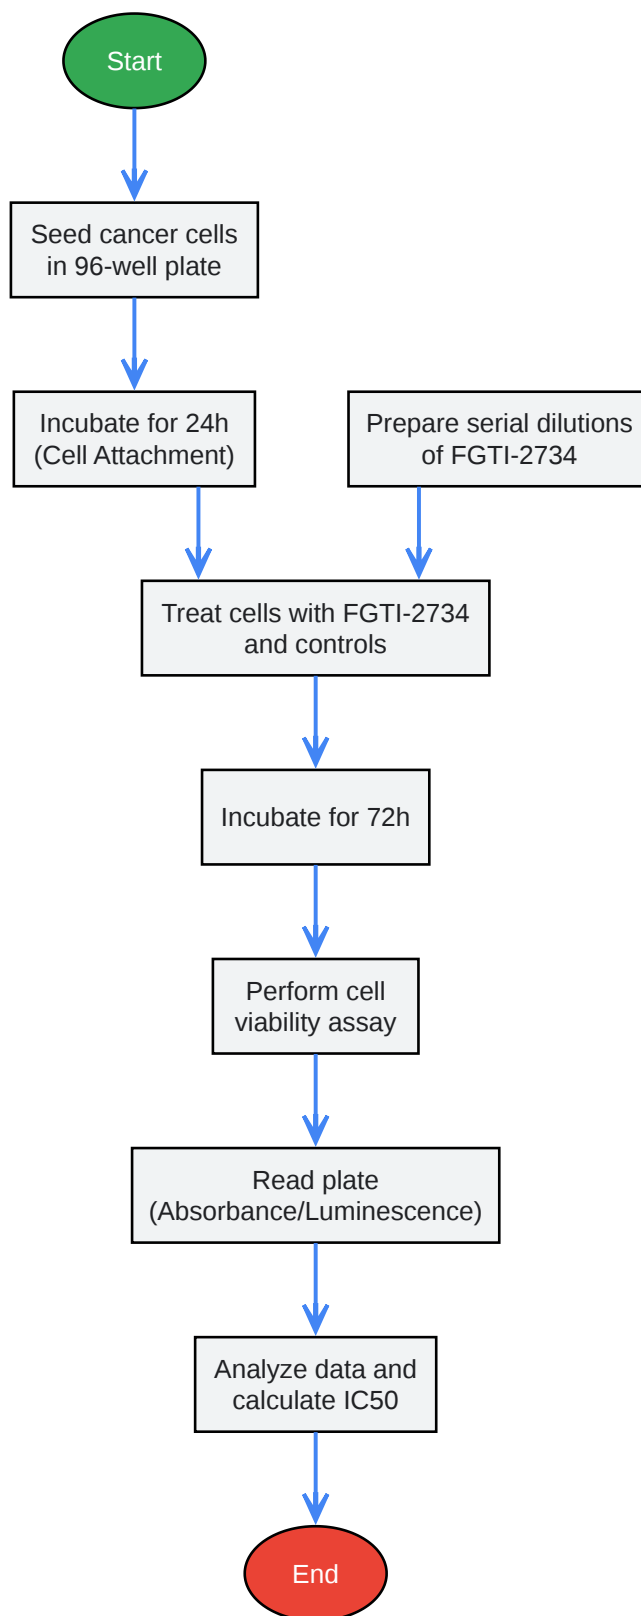 Start
Seed cancer cells
in 96-well plate
Incubate for 24h
(Cell Attachment)
Prepare serial dilutions
of FGTI-2734
Treat cells with FGTI-2734
and controls
Incubate for 72h
Perform cell
viability assay
Read plate
(Absorbance/Luminescence)
Analyze data and
calculate IC50
End